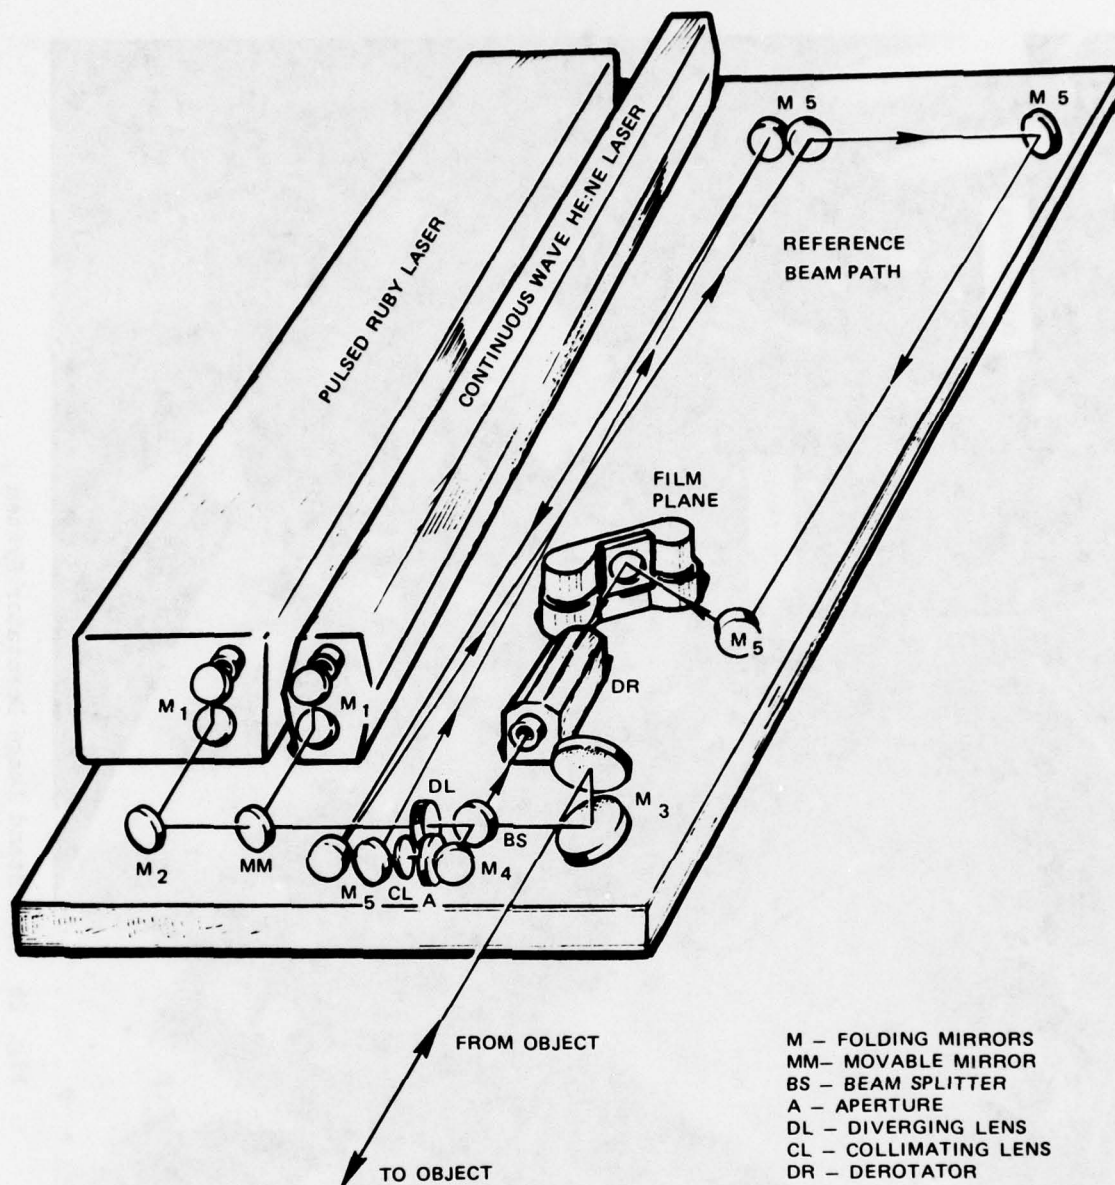 M 5
M 5
PULSED RUBY LASER
CONTINUOUS WAVE HE:NE LASER
REFERENCE
BEAM PATH
FILM
PLANE
M5
DR
M1
M1
DL
M3
M2
MM
BS
M5
CL
A
M4
FROM OBJECT
TO OBJECT
M – FOLDING MIRRORS
MM– MOVABLE MIRROR
BS – BEAM SPLITTER
A – APERTURE
DL – DIVERGING LENS
CL – COLLIMATING LENS
DR – DEROTATOR